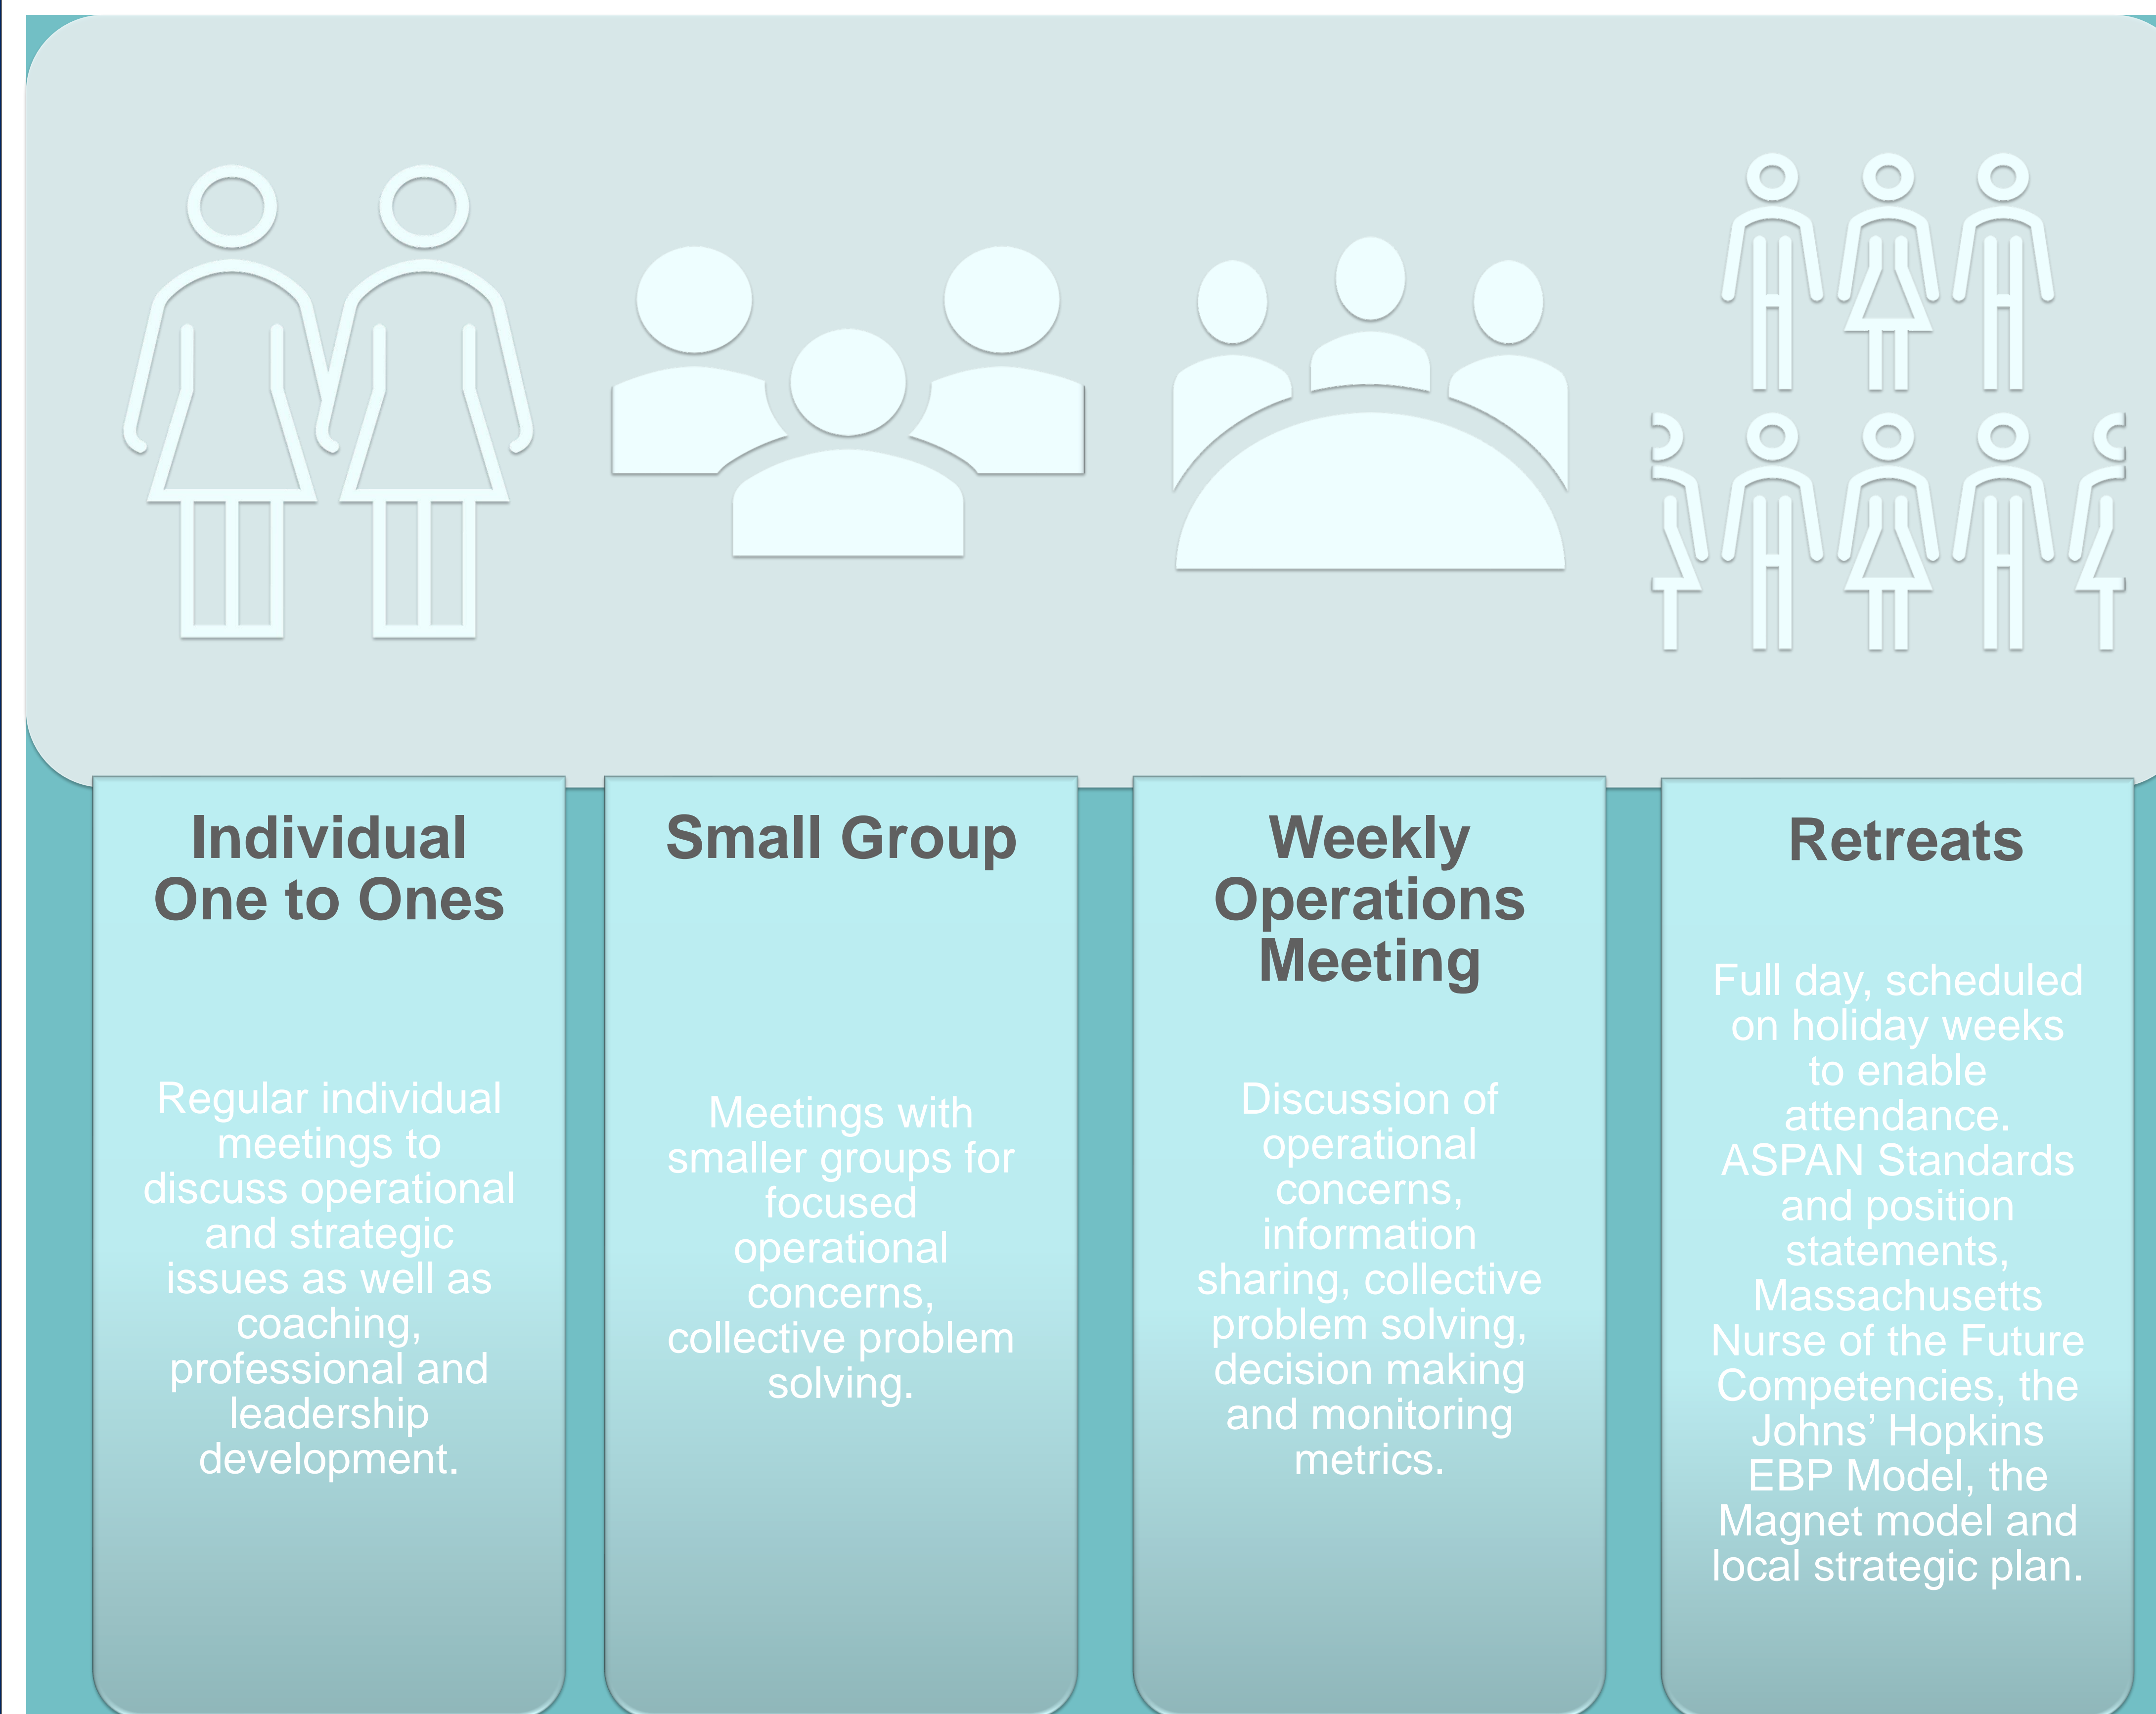 Individual
One to Ones
Regular individual
meetings to
discuss operational
and strategic
issues as well as
coaching,
professional and
leadership
development.
Small Group
Meetings with
smaller groups for
focused
operational
concerns,
collective problem
solving.
Weekly
Operations
Meeting
Discussion of
operational
concerns,
information
sharing, collective
problem solving,
decision making
and monitoring
metrics.
Retreats
Full day, scheduled
on holiday weeks
to enable
attendance.
ASPAN Standards
and position
statements,
Massachusetts
Nurse of the Future
Competencies, the
Johns’ Hopkins
EBP Model, the
Magnet model and
local strategic plan.